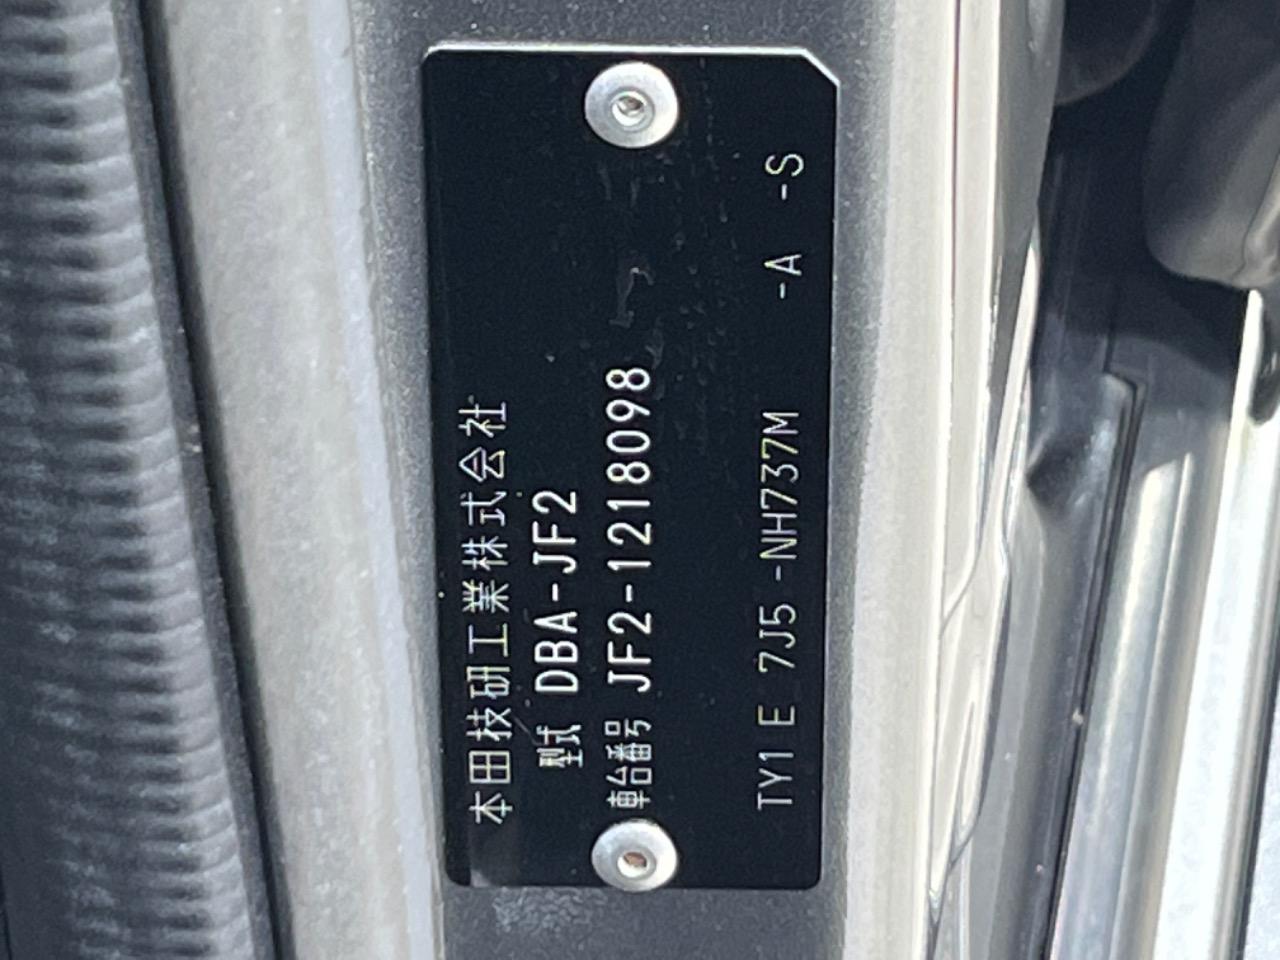 本田技研工業株式会社
型式 DBA-JF2
車台番号 JF2-1218098
TY1 E 7J5 -NH737M -A -S